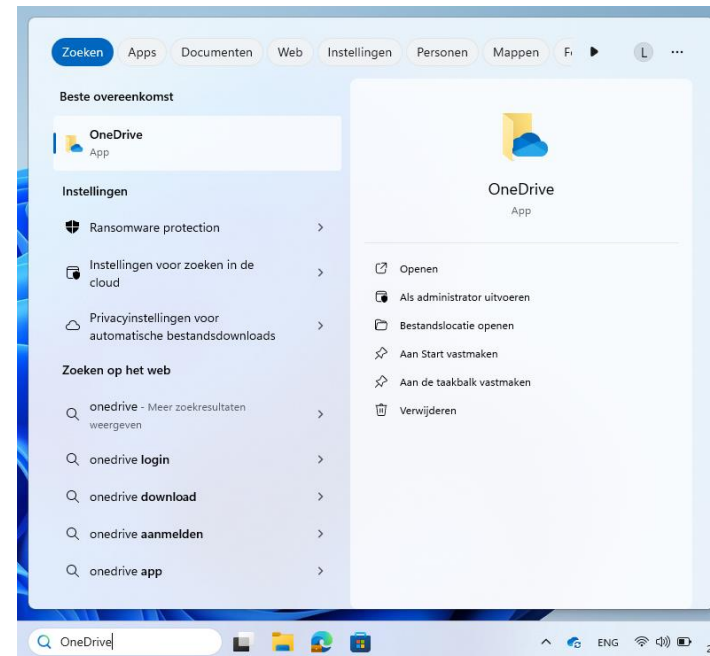 Zoeken Apps Documenten Web Instellingen Personen Mappen L ...
Beste overeenkomst
OneDrive
App
Instellingen
Ransomware protection
Instellingen voor zoeken in de
cloud
Privacyinstellingen voor
automatische bestandsdownloads
Zoeken op het web
onedrive - Meer zoekresultaten
weergeven
onedrive login
onedrive download
onedrive aanmelden
onedrive app
OneDrive
App
Openen
Als administrator uitvoeren
Bestandslocatie openen
Aan Start vastmaken
Aan de taakbalk vastmaken
Verwijderen
OneDrive ENG